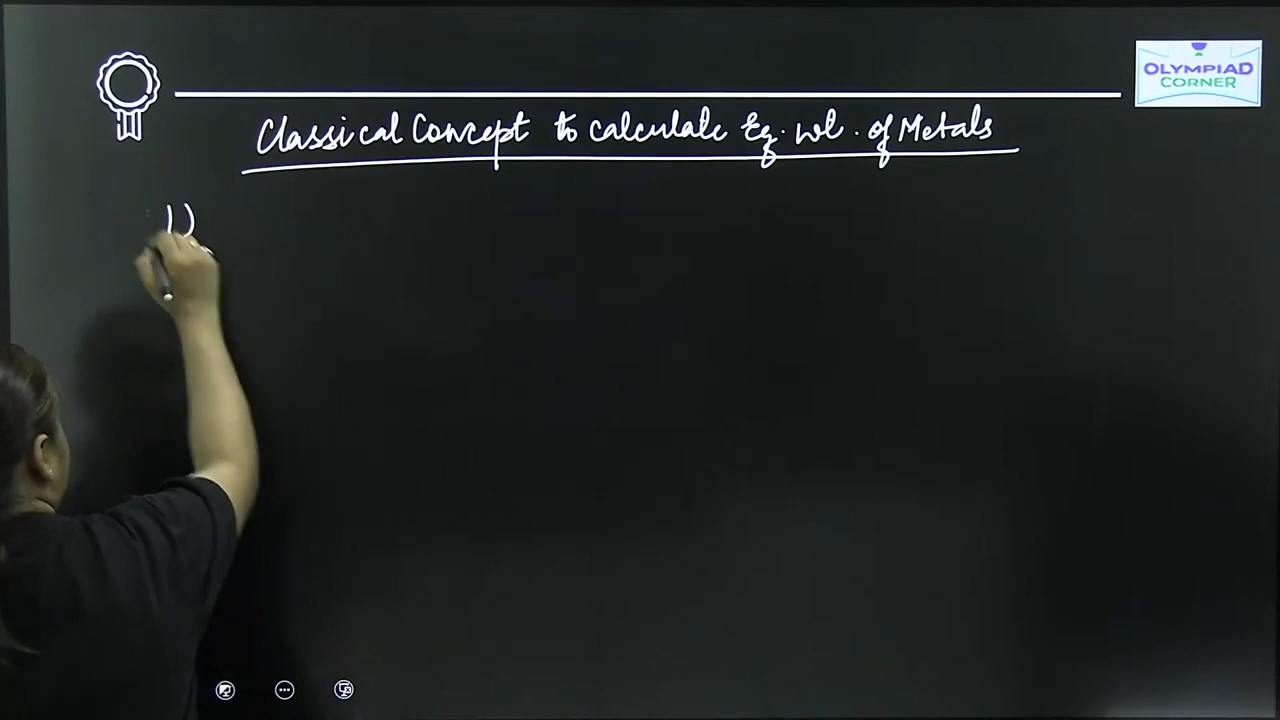 OLYMPIAD
CORNER
Classical Concept to calculate Eq. wt. of Metals
1)